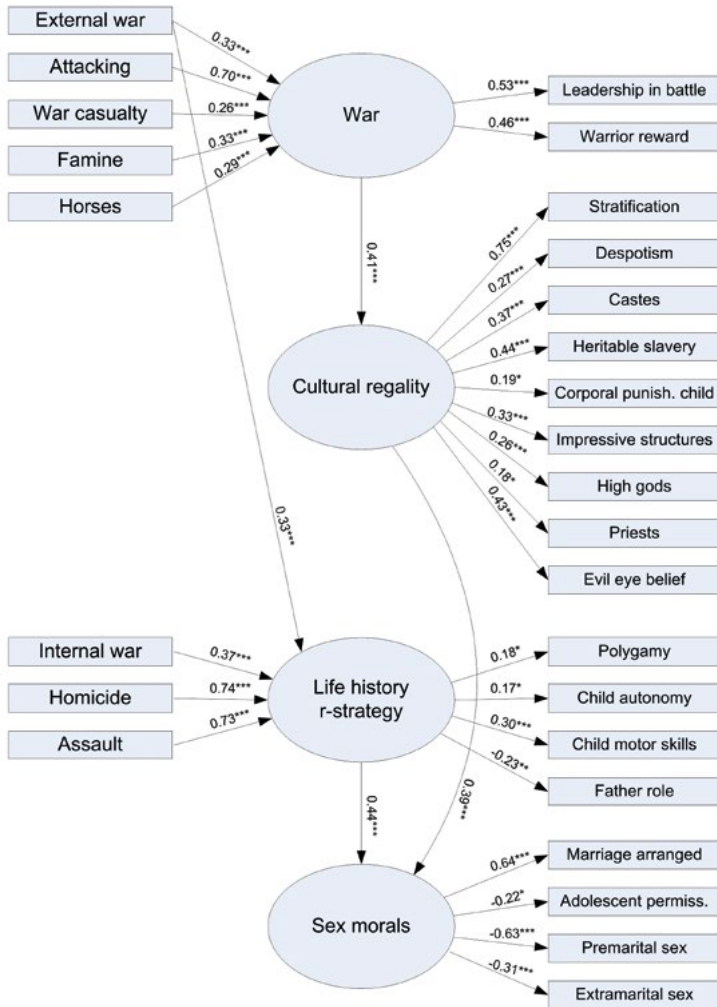 External war
Attacking
War casualty
Famine
Horses
0.33***
0.70***
0.26***
0.33***
0.29***
War
0.53***
0.46***
Leadership in battle
Warrior reward
0.41***
Cultural regality
0.75***
0.27***
0.37***
0.44***
0.19*
0.33***
0.26***
0.18*
0.43***
Stratification
Despotism
Castes
Heritable slavery
Corporal punish. child
Impressive structures
High gods
Priests
Evil eye belief
0.33***
Internal war
Homicide
Assault
0.37***
0.74***
0.73***
Life history
r-strategy
0.18*
0.17*
0.30***
-0.23**
Polygamy
Child autonomy
Child motor skills
Father role
0.44***
0.39***
Sex morals
0.64***
-0.22*
-0.63***
-0.31***
Marriage arranged
Adolescent permiss.
Premarital sex
Extramarital sex